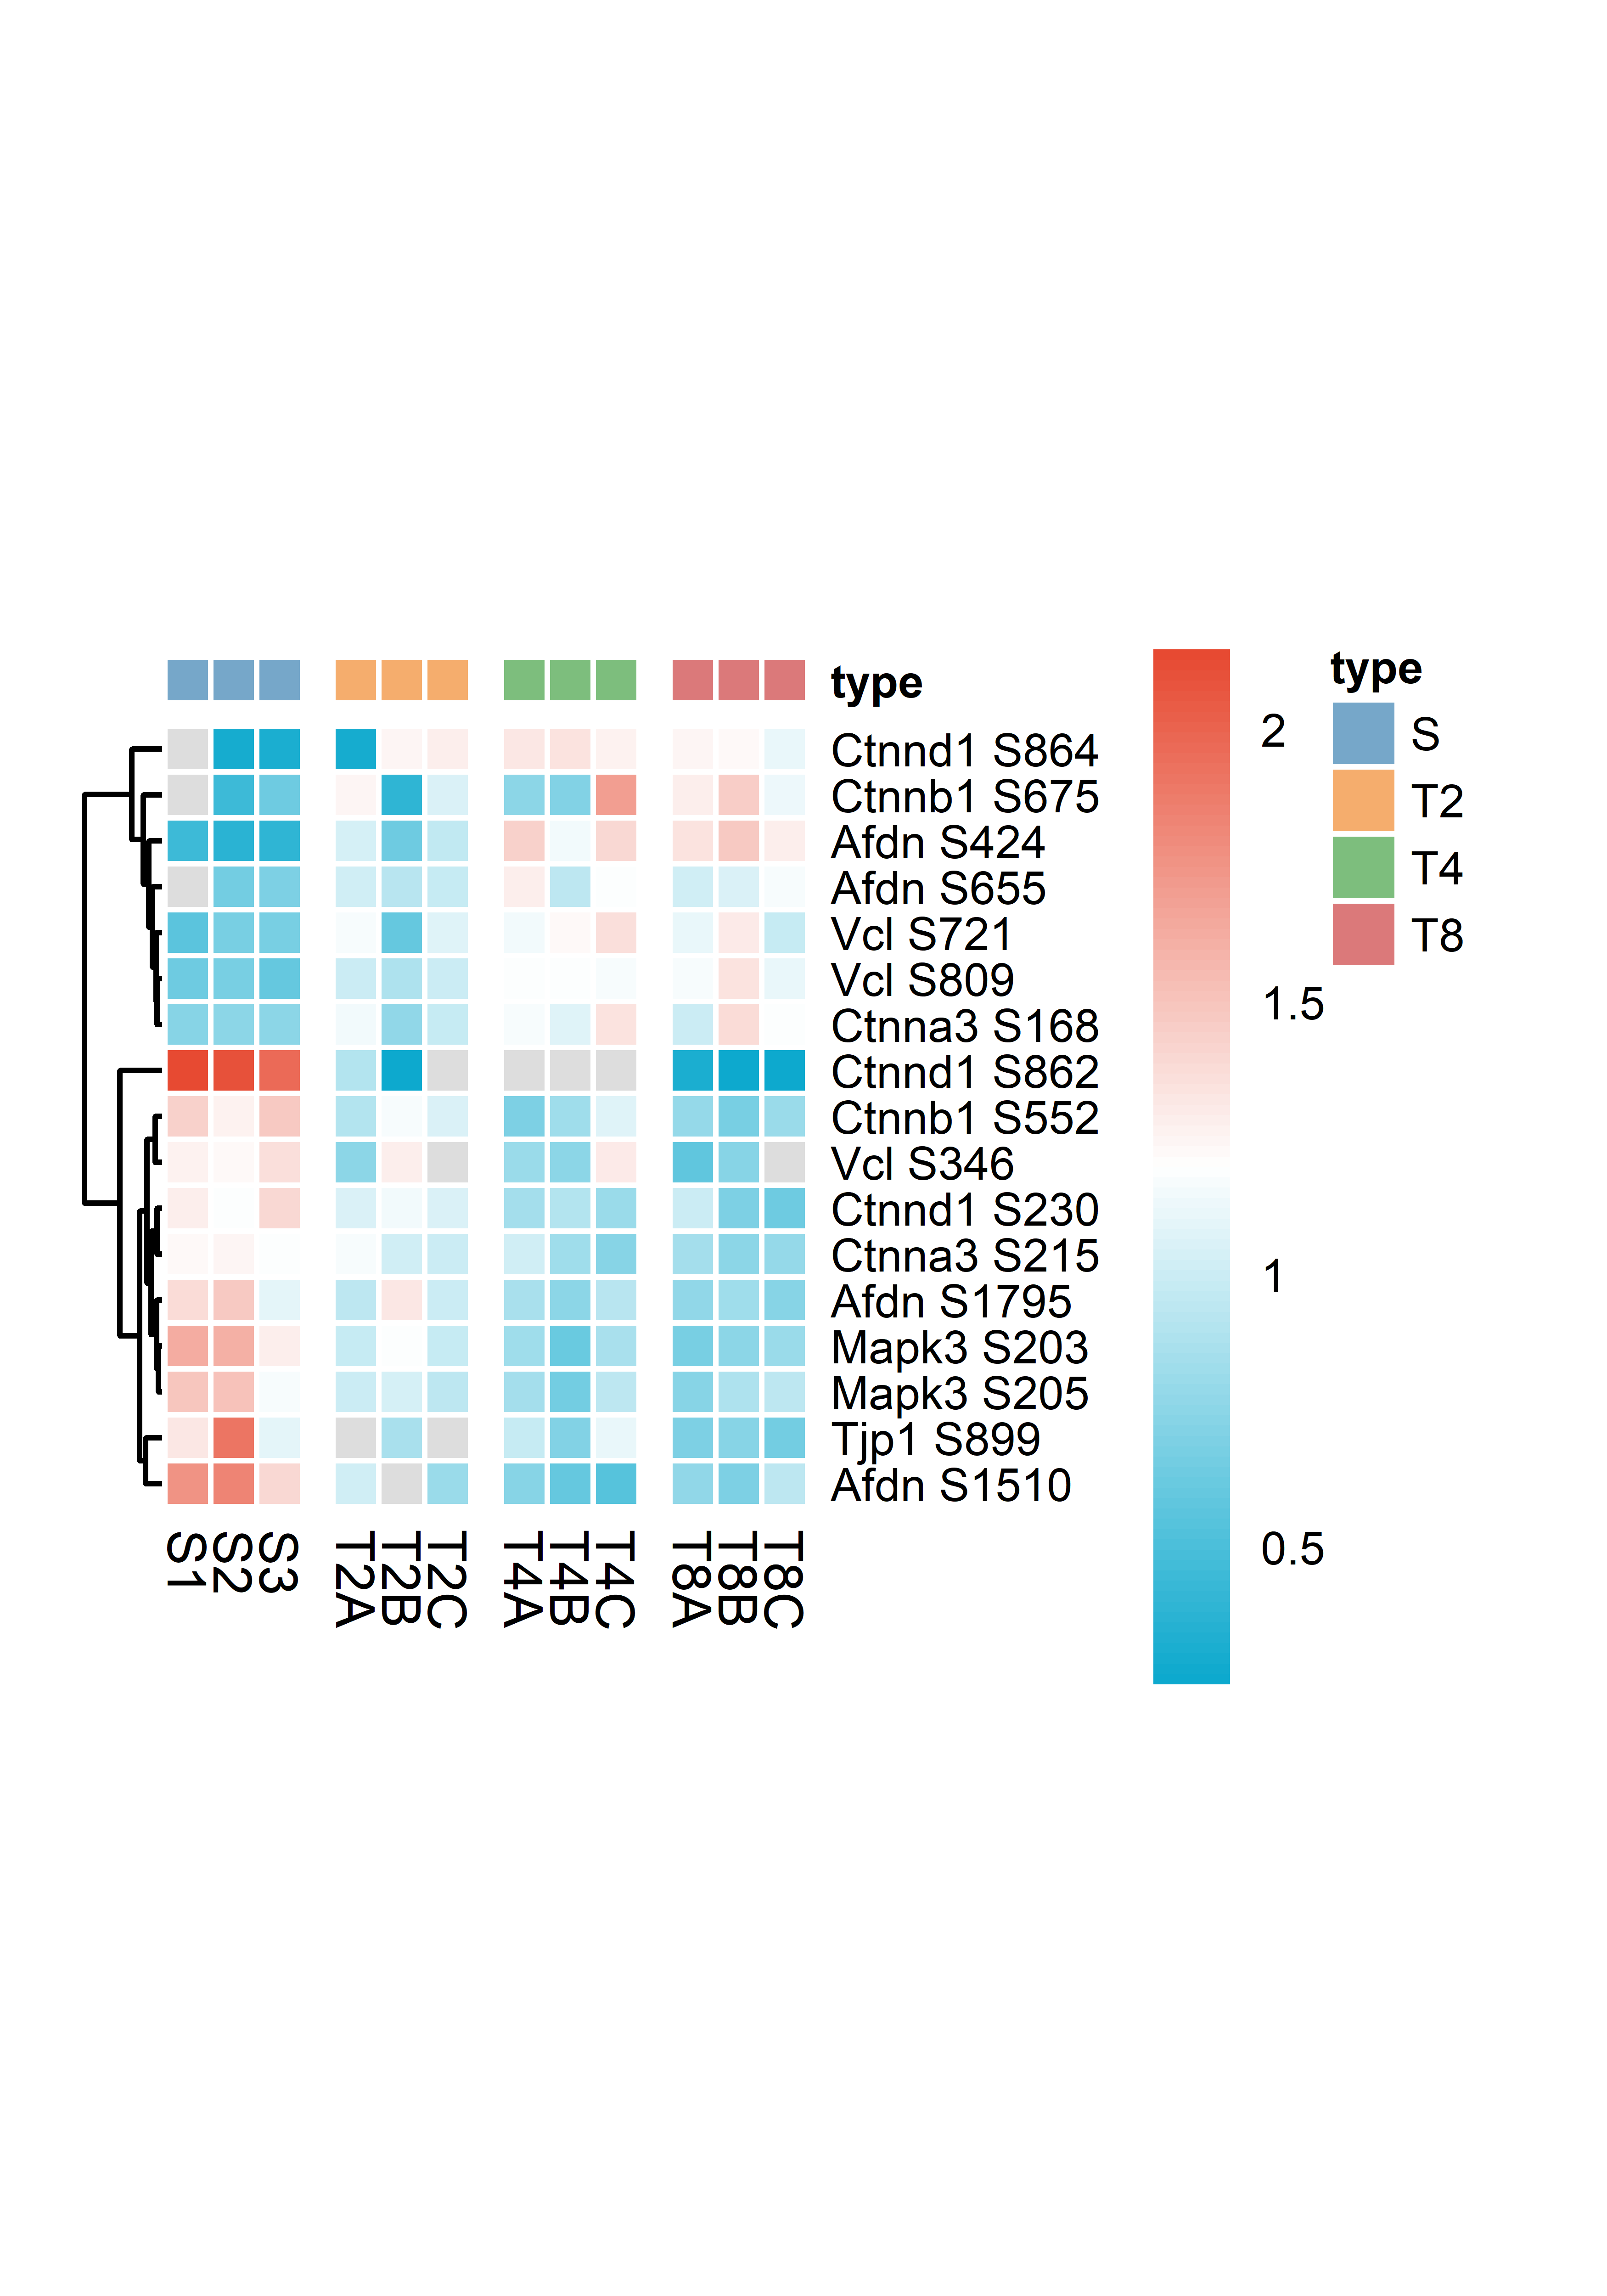 type
Ctnnd1 S864
Ctnnb1 S675
Afdn S424
Afdn S655
Vcl S721
Vcl S809
Ctnna3 S168
Ctnnd1 S862
Ctnnb1 S552
Vcl S346
Ctnnd1 S230
Ctnna3 S215
Afdn S1795
Mapk3 S203
Mapk3 S205
Tjp1 S899
Afdn S1510
S1
S2
S3
T2A
T2B
T2C
T4A
T4B
T4C
T8A
T8B
T8C
2
1.5
1
0.5
type
S
T2
T4
T8